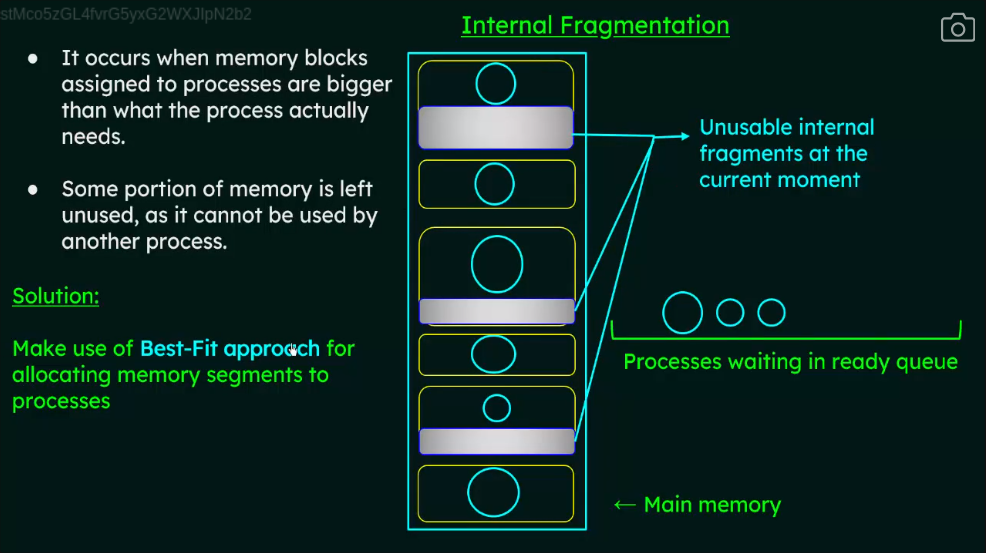 stMco5zGL4fvrG5yxG2WXJIpN2b2
Internal Fragmentation
● It occurs when memory blocks
assigned to processes are bigger
than what the process actually
needs.
● Some portion of memory is left
unused, as it cannot be used by
another process.
Solution:
Make use of Best-Fit approach for
allocating memory segments to
processes
Unusable internal
fragments at the
current moment
Processes waiting in ready queue
← Main memory